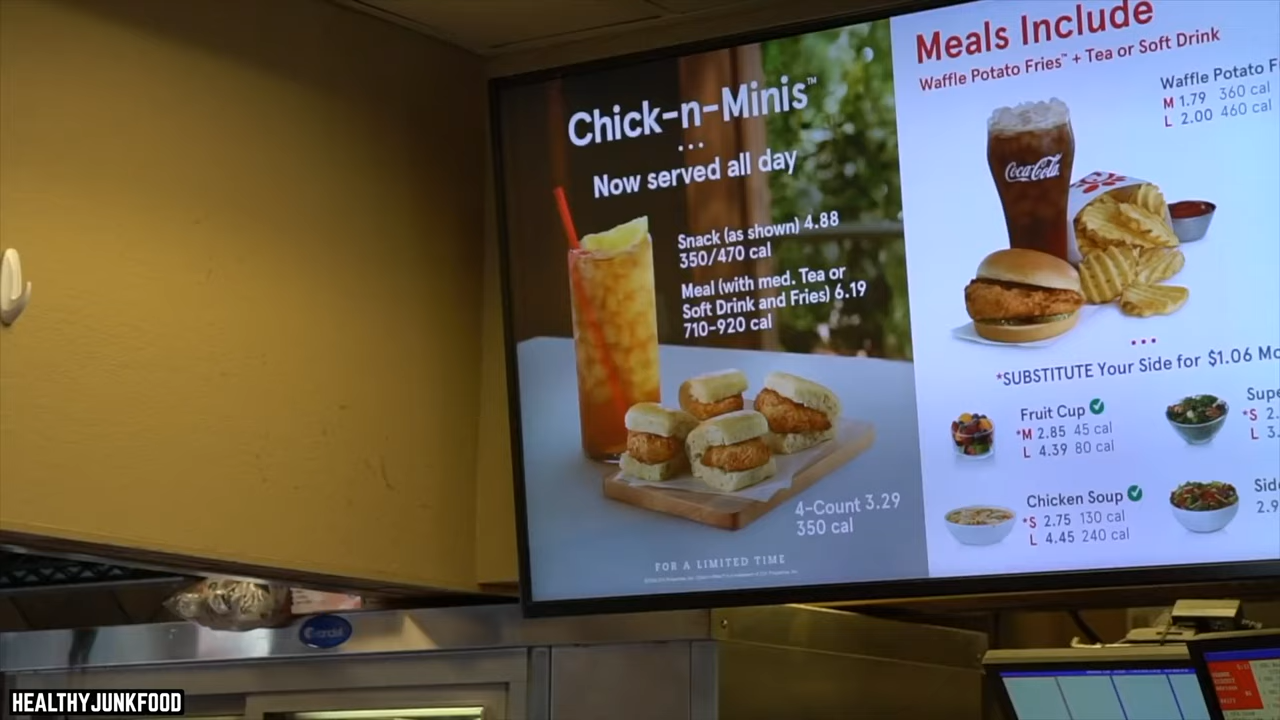 Chick-n-Minis™
Now served all day
Snack (as shown) 4.88
350/470 cal
Meal (with med. Tea or
Soft Drink and Fries) 6.19
710-920 cal
4-Count 3.29
350 cal
FOR A LIMITED TIME
Meals Include
Waffle Potato Fries™ + Tea or Soft Drink
Waffle Potato F
M 1.79 360 cal
L 2.00 460 cal
Coca-Cola
*SUBSTITUTE Your Side for $1.06 Mo
Fruit Cup
*M 2.85 45 cal
L 4.39 80 cal
Supe
*S 2.
L 3.
Chicken Soup
*S 2.75 130 cal
L 4.45 240 cal
Sid
2.9
HEALTHYJUNKFOOD